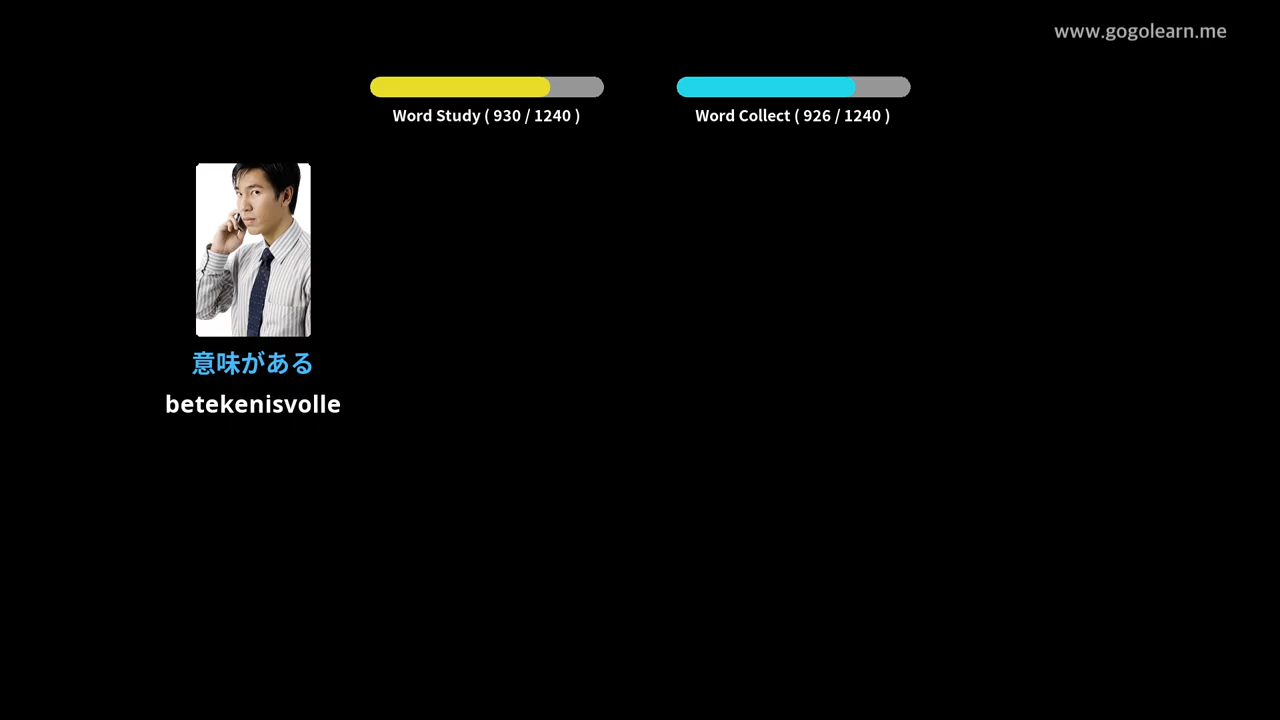 www.gogolearn.me
Word Study ( 930 / 1240 )
Word Collect ( 926 / 1240 )
意味がある
betekenisvolle